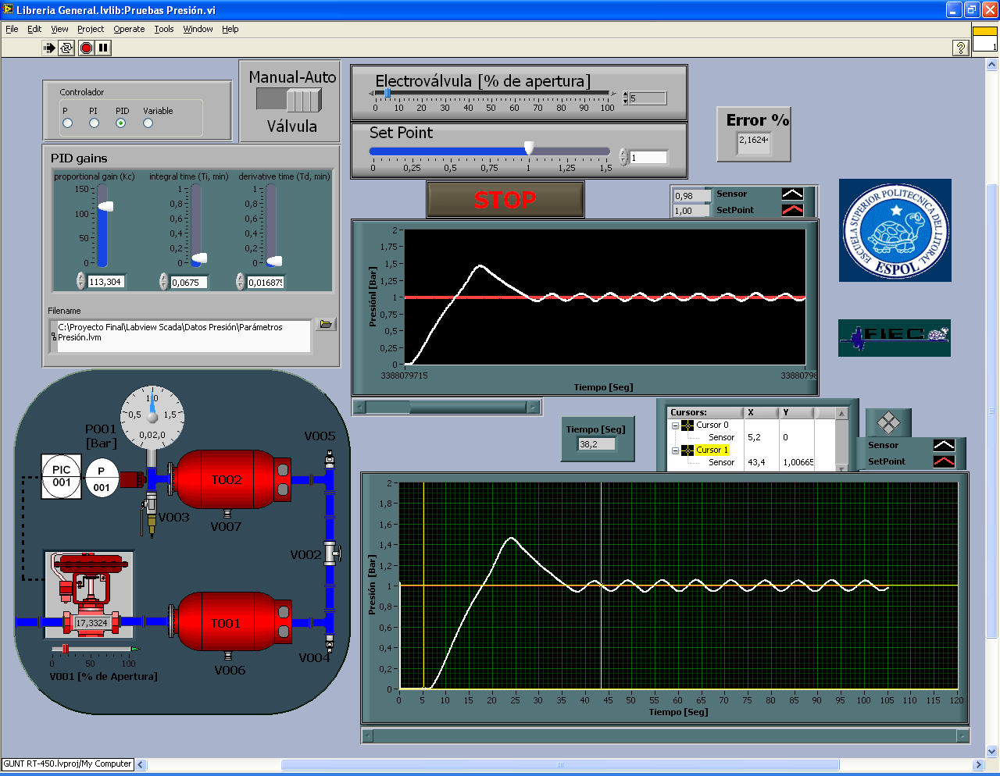 Libreria General.lvlib:Pruebas Presión.vi
File Edit View Project Operate Tools Window Help
1
Controlador
P PI PID Variable
Manual-Auto
Válvula
Electroválvula [% de apertura]
0 10 20 30 40 50 60 70 80 90 100
5
Set Point
0 0,25 0,5 0,75 1 1,25 1,5
1
Error %
2,1624
PID gains
proportional gain (Kc) integral time (Ti, min) derivative time (Td, min)
150 100 50 0
1 0,8 0,6 0,4 0,2 0
1 0,8 0,6 0,4 0,2 0
113,304 0,0675 0,016875
Filename
C:\Proyecto Final\Labview Scada\Datos Presión\Parámetros
Presión.lvm
STOP
0,98 Sensor
1,00 SetPoint
2
1,75
1,5
1,25
1
0,75
0,5
0,25
0
Presión [Bar]
3388079715 33880798
Tiempo [Seg]
ESCUELA SUPERIOR POLITECNICA DEL LITORAL
ESPOL
FIEC
P001
[Bar]
0,5 1,0 1,5
0,0 2,0
V005
PIC
001
P
001
T002
V003
V007
V002
17,3324
T001
V006
V004
0 50 100
V001 [% de Apertura]
Tiempo [Seg]
38,2
Cursors: X Y
Cursor 0
Sensor 5,2 0
Cursor 1
Sensor 43,4 1,00665
Sensor
SetPoint
2
1,8
1,6
1,4
1,2
1
0,8
0,6
0,4
0,2
0
Presión [Bar]
0 5 10 15 20 25 30 35 40 45 50 55 60 65 70 75 80 85 90 95 100 105 110 115 120
Tiempo [Seg]
GUNT RT-450.lvproj/My Computer